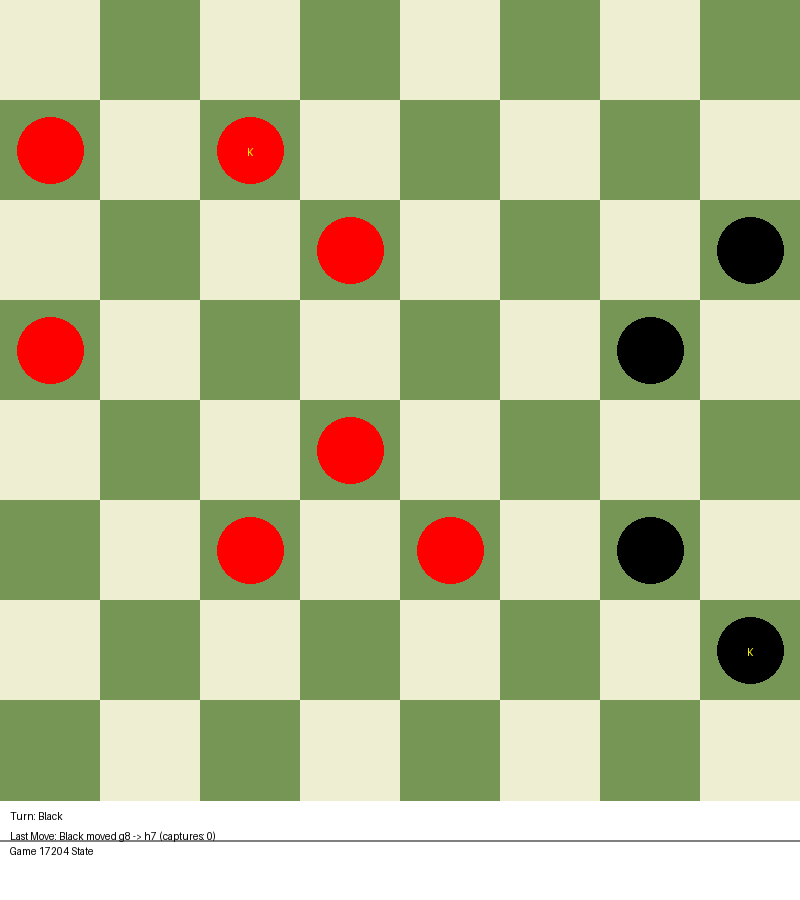 K
K
Turn: Black
Last Move: Black moved g8 -> h7 (captures: 0)
Game 17204 State